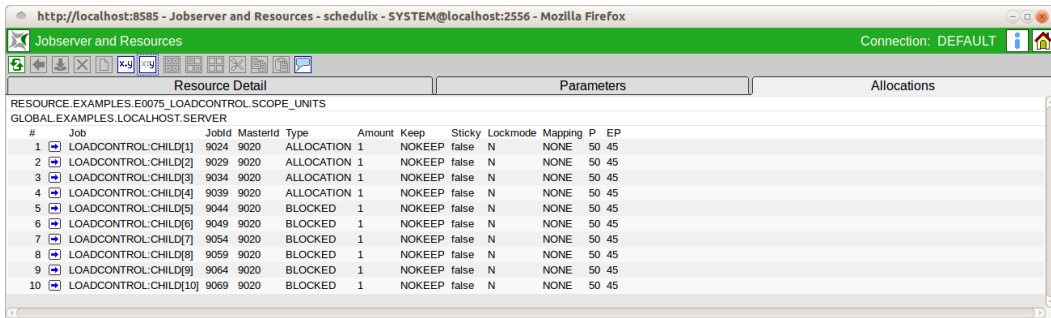 http://localhost:8585 - Jobserver and Resources - schedulix - SYSTEM@localhost:2556 - Mozilla Firefox
Jobserver and Resources Connection: DEFAULT
x,y x:y
Resource Detail Parameters Allocations
RESOURCE.EXAMPLES.E0075_LOADCONTROL.SCOPE_UNITS
GLOBAL.EXAMPLES.LOCALHOST.SERVER
# Job JobId MasterId Type Amount Keep Sticky Lockmode Mapping P EP
1 LOADCONTROL:CHILD[1] 9024 9020 ALLOCATION 1 NOKEEP false N NONE 50 45
2 LOADCONTROL:CHILD[2] 9029 9020 ALLOCATION 1 NOKEEP false N NONE 50 45
3 LOADCONTROL:CHILD[3] 9034 9020 ALLOCATION 1 NOKEEP false N NONE 50 45
4 LOADCONTROL:CHILD[4] 9039 9020 ALLOCATION 1 NOKEEP false N NONE 50 45
5 LOADCONTROL:CHILD[5] 9044 9020 BLOCKED 1 NOKEEP false N NONE 50 45
6 LOADCONTROL:CHILD[6] 9049 9020 BLOCKED 1 NOKEEP false N NONE 50 45
7 LOADCONTROL:CHILD[7] 9054 9020 BLOCKED 1 NOKEEP false N NONE 50 45
8 LOADCONTROL:CHILD[8] 9059 9020 BLOCKED 1 NOKEEP false N NONE 50 45
9 LOADCONTROL:CHILD[9] 9064 9020 BLOCKED 1 NOKEEP false N NONE 50 45
10 LOADCONTROL:CHILD[10] 9069 9020 BLOCKED 1 NOKEEP false N NONE 50 45